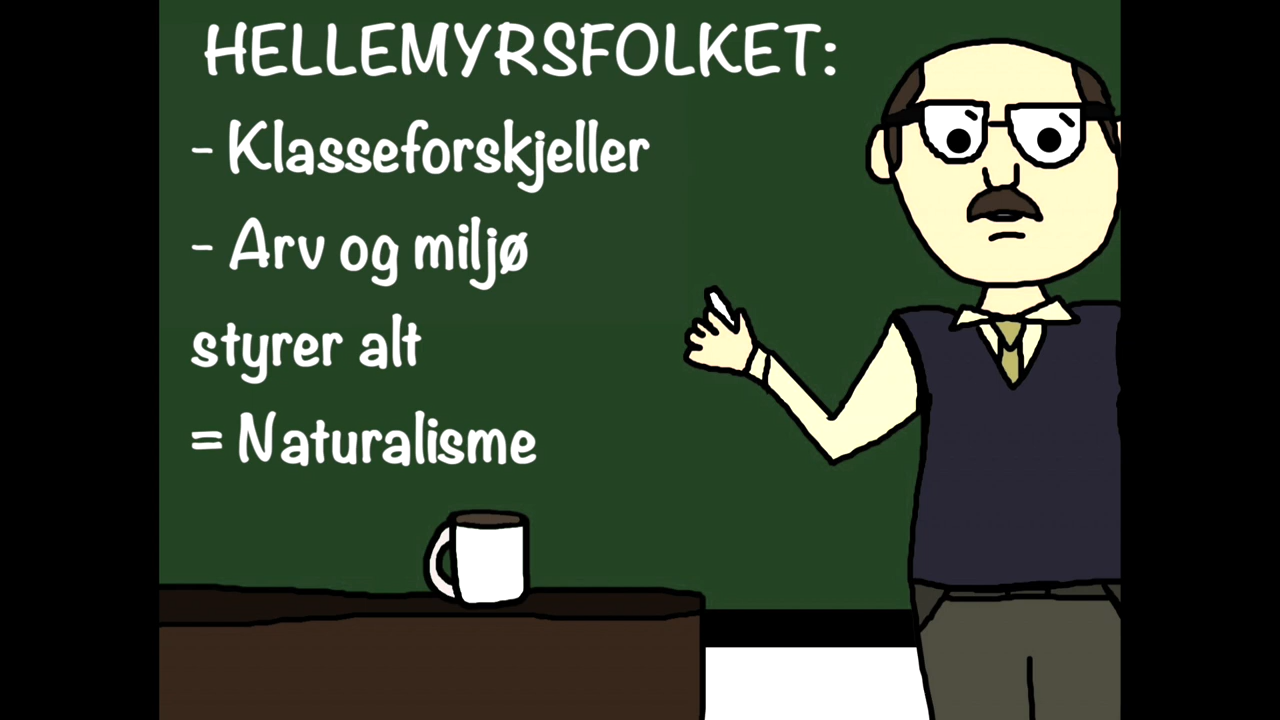 HELLEMYRSFOLKET:
- Klasseforskjeller
- Arv og miljø
styrer alt
= Naturalisme